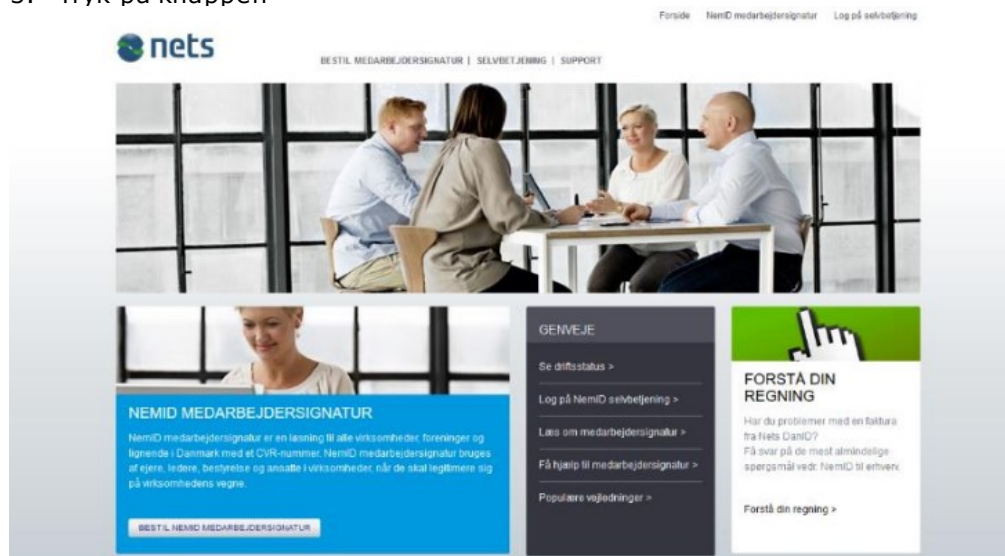 Tryk på knappen
Forside NemID medarbejdersignatur Log på selvbetjening
nets
BESTIL MEDARBEJDERSIGNATUR | SELVBETJENING | SUPPORT
NEMID MEDARBEJDERSIGNATUR
NemID medarbejdersignatur er en løsning til alle virksomheder, foreninger og
lignende i Danmark med et CVR-nummer. NemID medarbejdersignatur bruges
af ejere, ledere, bestyrelse og ansatte i virksomheder, når de skal legitimere sig
på virksomhedens vegne.
BESTIL NEMID MEDARBEJDERSIGNATUR
GENVEJE
Se driftsstatus >
Log på NemID selvbetjening >
Læs om medarbejdersignatur >
Få hjælp til medarbejdersignatur >
Populære vejledninger >
FORSTÅ DIN
REGNING
Har du problemer med en faktura
fra Nets DanID?
Få svar på de mest almindelige
spørgsmål vedr. NemID til erhverv.
Forstå din regning >